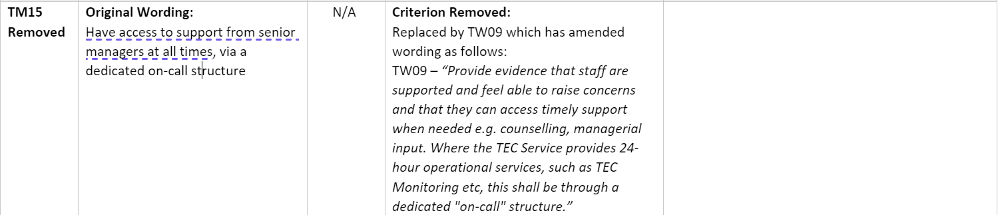 TM15
Removed
Original Wording:
Have access to support from senior
managers at all times, via a
dedicated on-call structure
N/A
Criterion Removed:
Replaced by TW09 which has amended
wording as follows:
TW09 – “Provide evidence that staff are
supported and feel able to raise concerns
and that they can access timely support
when needed e.g. counselling, managerial
input. Where the TEC Service provides 24-
hour operational services, such as TEC
Monitoring etc, this shall be through a
dedicated "on-call" structure.”